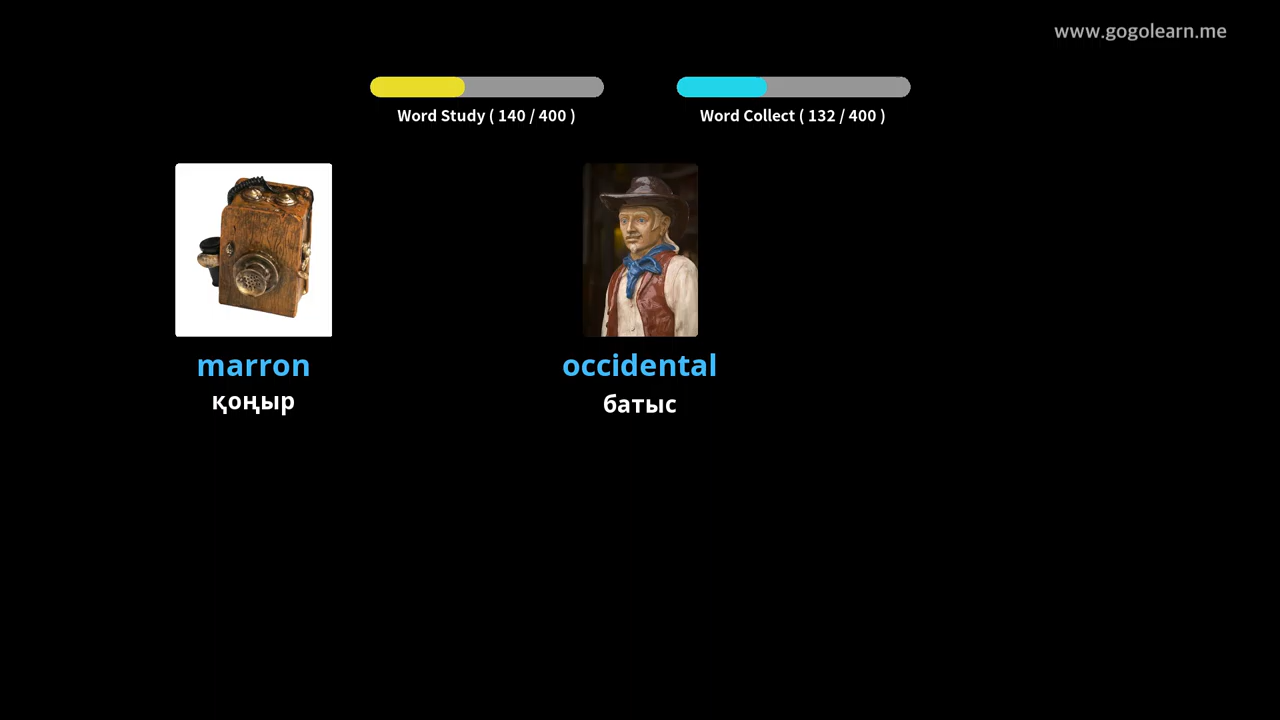 www.gogolearn.me
Word Study ( 140 / 400 )
Word Collect ( 132 / 400 )
marron
қоңыр
occidental
батыс